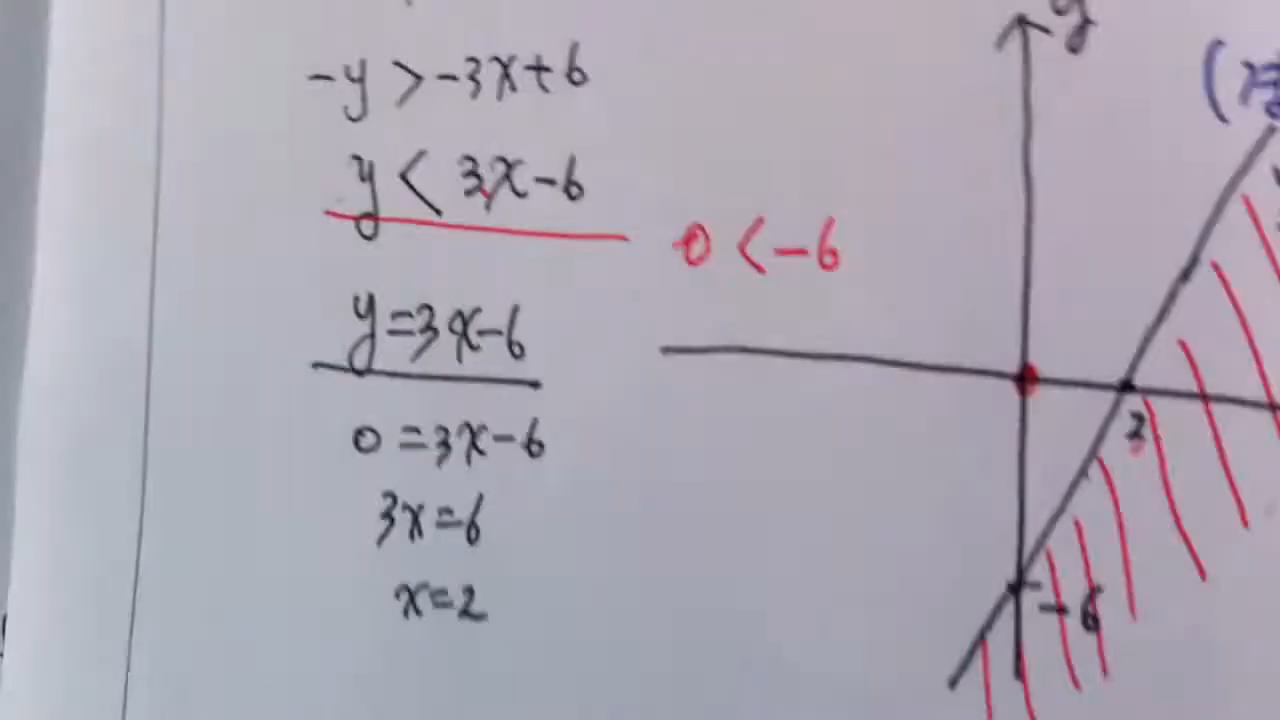 -y > -3x + 6
y < 3x - 6
0 < -6
y = 3x - 6
0 = 3x - 6
3x = 6
x = 2
y
2
-6